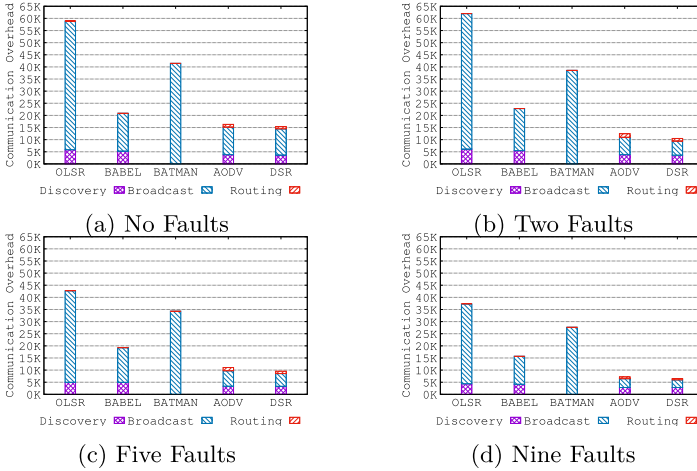 65K
60K
55K
50K
45K
40K
35K
30K
25K
20K
15K
10K
5K
0K
Communication Overhead
OLSR BABEL BATMAN AODV DSR
Discovery Broadcast Routing
(a) No Faults
65K
60K
55K
50K
45K
40K
35K
30K
25K
20K
15K
10K
5K
0K
Communication Overhead
OLSR BABEL BATMAN AODV DSR
Discovery Broadcast Routing
(b) Two Faults
65K
55K
50K
45K
40K
35K
30K
25K
20K
15K
10K
5K
0K
Communication Overhead
OLSR BABEL BATMAN AODV DSR
Discovery Broadcast Routing
(c) Five Faults
65K
55K
50K
45K
40K
35K
30K
25K
20K
15K
10K
5K
0K
Communication Overhead
OLSR BABEL BATMAN AODV DSR
Discovery Broadcast Routing
(d) Nine Faults